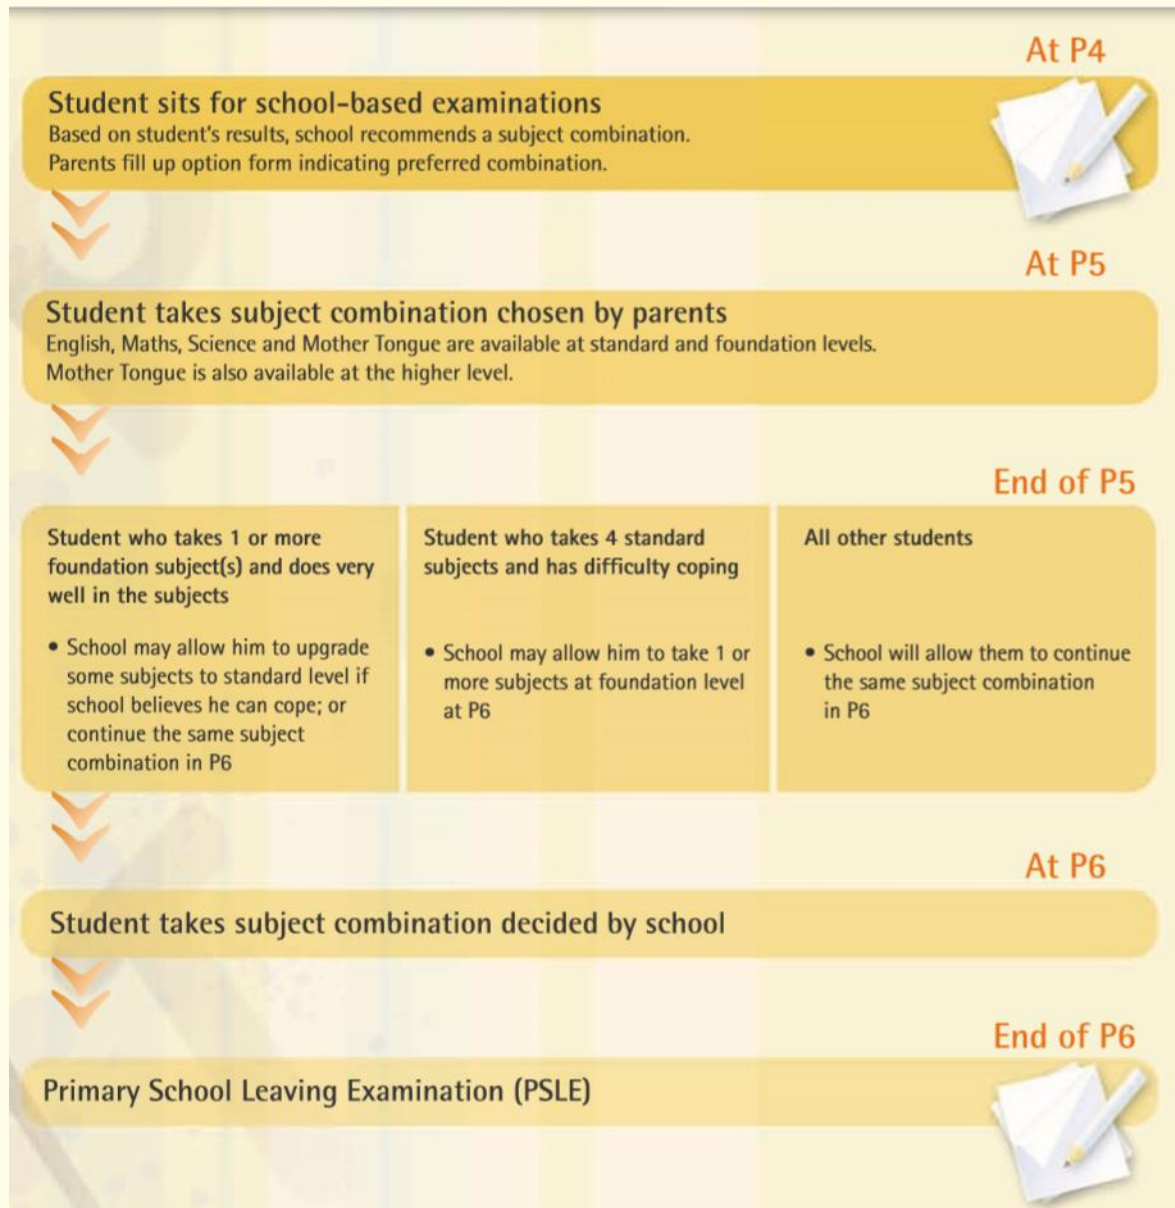 At P4
Student sits for school-based examinations
Based on student's results, school recommends a subject combination.
Parents fill up option form indicating preferred combination.
At P5
Student takes subject combination chosen by parents
English, Maths, Science and Mother Tongue are available at standard and foundation levels.
Mother Tongue is also available at the higher level.
End of P5
Student who takes 1 or more
foundation subject(s) and does very
well in the subjects
• School may allow him to upgrade
some subjects to standard level if
school believes he can cope; or
continue the same subject
combination in P6
Student who takes 4 standard
subjects and has difficulty coping
• School may allow him to take 1 or
more subjects at foundation level
at P6
All other students
• School will allow them to continue
the same subject combination
in P6
At P6
Student takes subject combination decided by school
End of P6
Primary School Leaving Examination (PSLE)